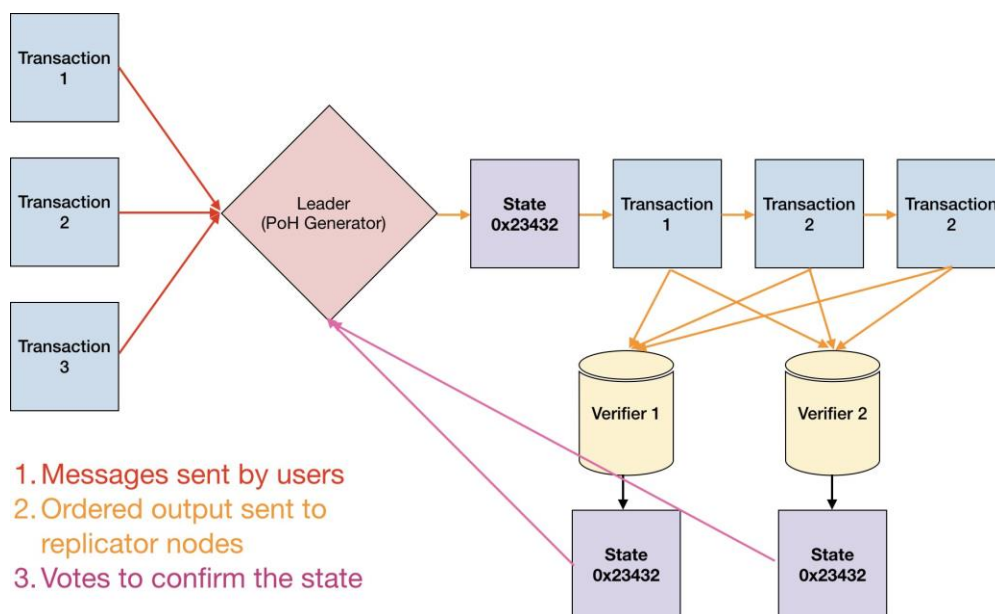 Transaction
1
Transaction
2
Transaction
3
Leader
(PoH Generator)
State
0x23432
Transaction
1
Transaction
2
Transaction
2
Verifier 1
Verifier 2
State
0x23432
State
0x23432
1. Messages sent by users
2. Ordered output sent to
replicator nodes
3. Votes to confirm the state